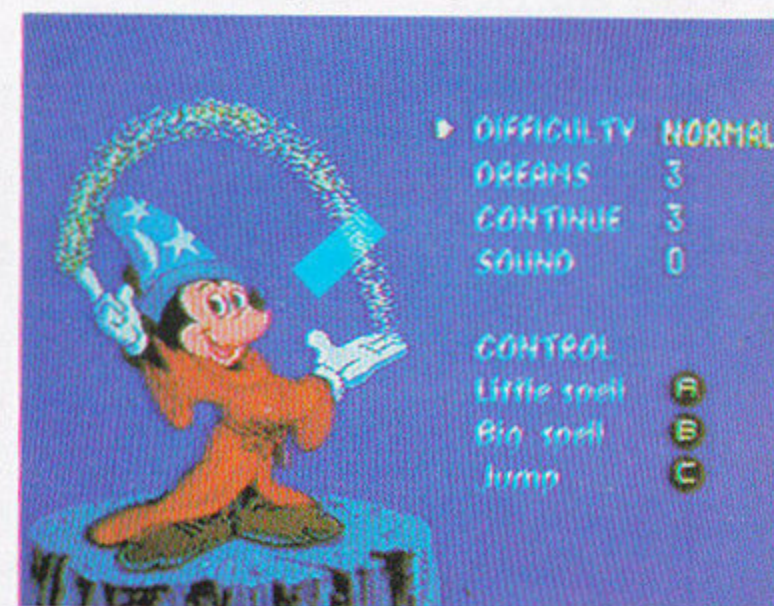 DIFFICULTY NORMAL
DREAMS 3
CONTINUE 3
SOUND 0
CONTROL
Little spell A
Big spell B
Jump C